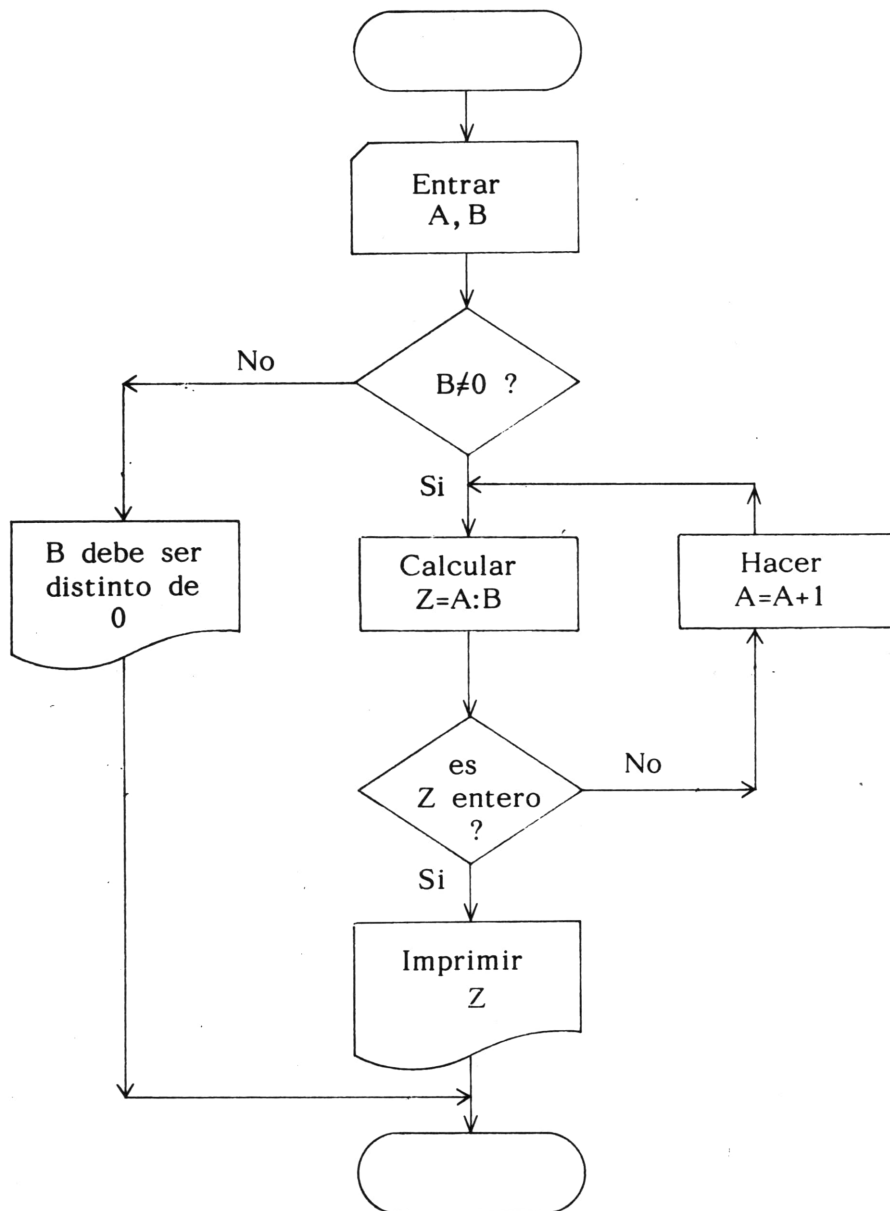 Entrar
A, B
B≠0 ?
No
Si
B debe ser
distinto de
0
Calcular
Z=A:B
Hacer
A=A+1
es
Z entero
?
No
Si
Imprimir
Z